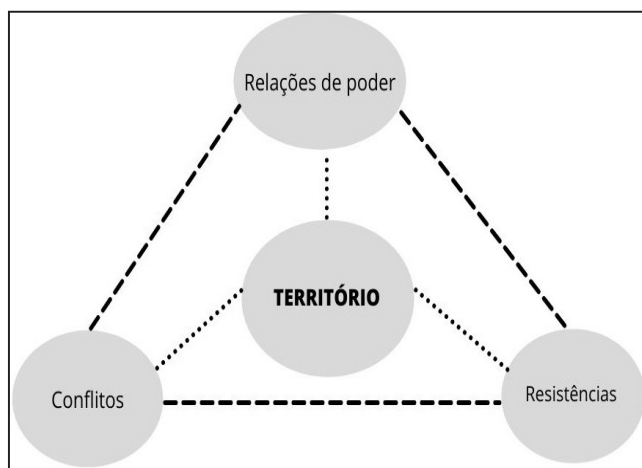 Relações de poder
TERRITÓRIO
Conflitos
Resistências